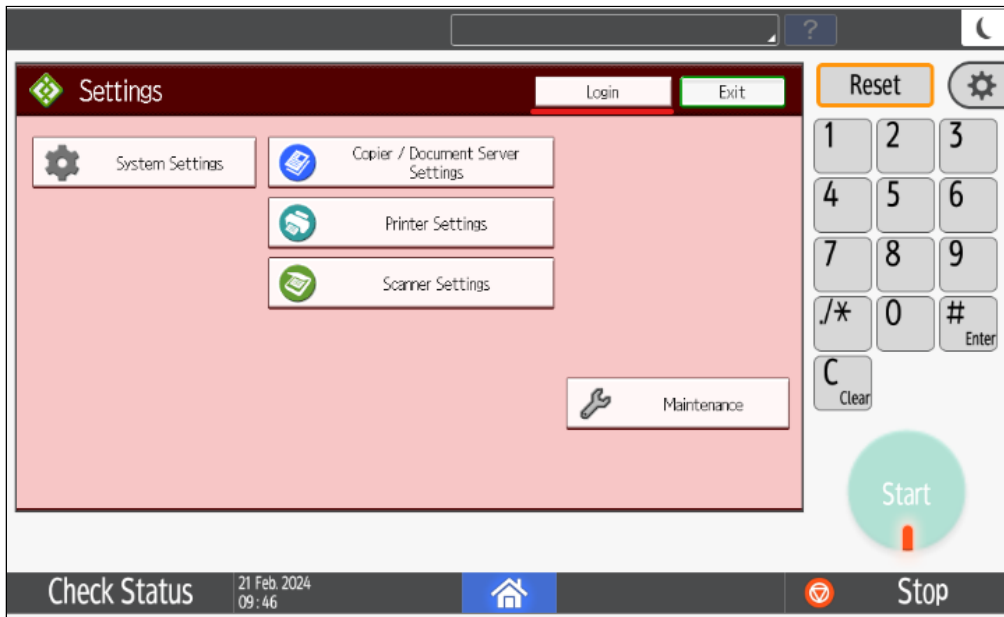 ?
Settings
Login
Exit
Reset
System Settings
Copier / Document Server
Settings
Printer Settings
Scanner Settings
Maintenance
1
2
3
4
5
6
7
8
9
./*
0
#
Enter
C
Clear
Start
Check Status
21 Feb. 2024
09:46
Stop